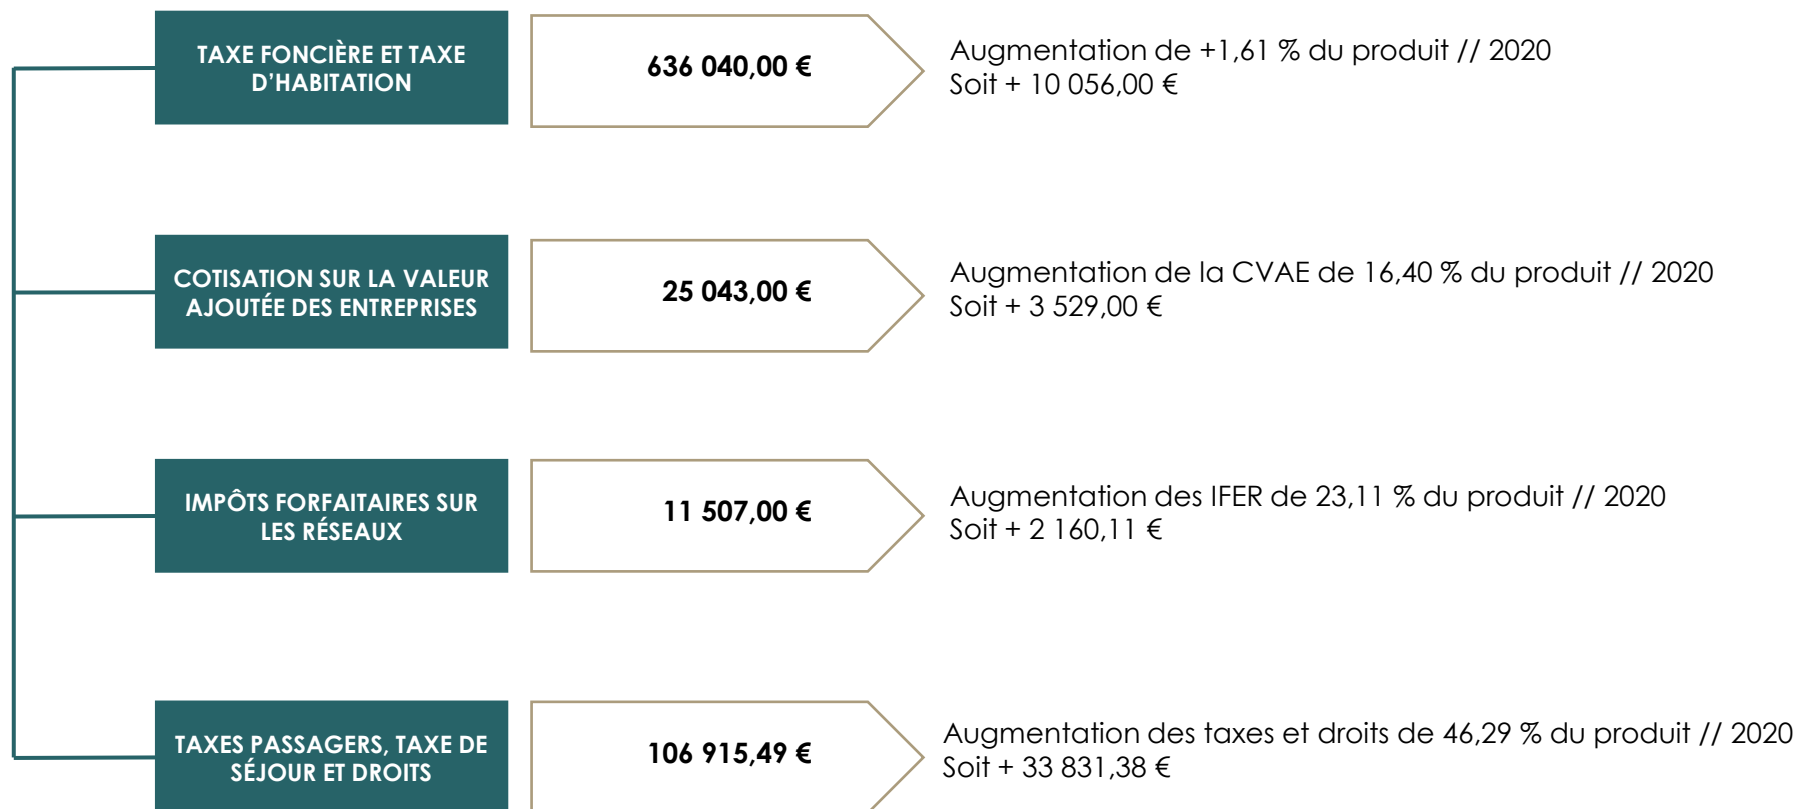 TAXE FONCIÈRE ET TAXE
D’HABITATION
636 040,00 €
Augmentation de +1,61 % du produit // 2020
Soit + 10 056,00 €
COTISATION SUR LA VALEUR
AJOUTÉE DES ENTREPRISES
25 043,00 €
Augmentation de la CVAE de 16,40 % du produit // 2020
Soit + 3 529,00 €
IMPÔTS FORFAITAIRES SUR
LES RÉSEAUX
11 507,00 €
Augmentation des IFER de 23,11 % du produit // 2020
Soit + 2 160,11 €
TAXES PASSAGERS, TAXE DE
SÉJOUR ET DROITS
106 915,49 €
Augmentation des taxes et droits de 46,29 % du produit // 2020
Soit + 33 831,38 €